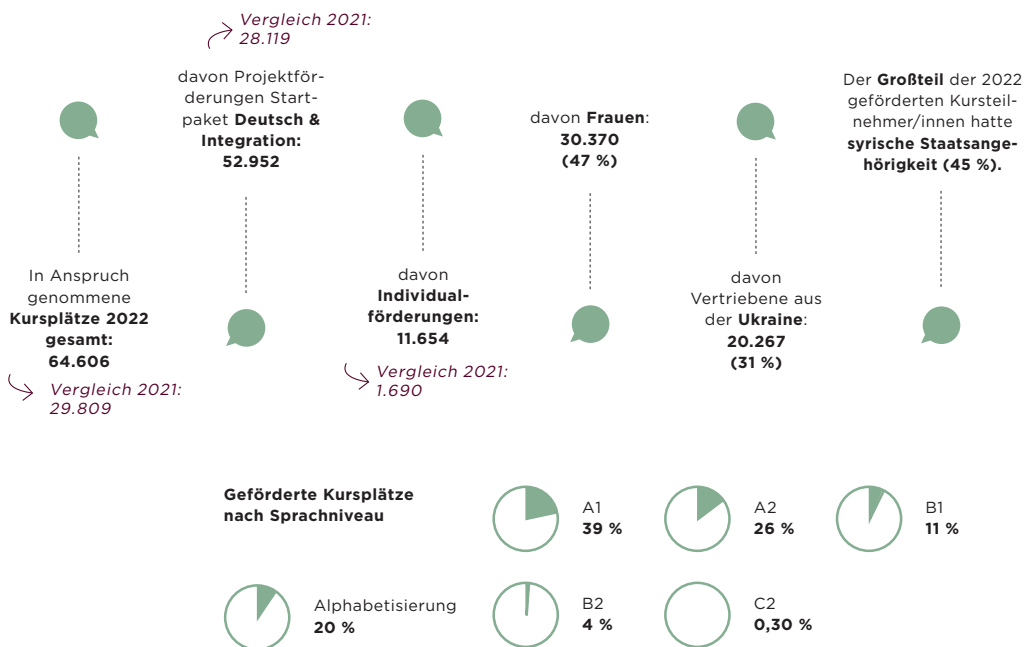 Vergleich 2021:
28.119
davon Projektför-
derungen Start-
paket Deutsch &
Integration:
52.952
davon Frauen:
30.370
(47 %)
Der Großteil der 2022
geförderten Kursteil-
nehmer/innen hatte
syrische Staatsange-
hörigkeit (45 %).
In Anspruch
genommene
Kursplätze 2022
gesamt:
64.606
Vergleich 2021:
29.809
davon
Individual-
förderungen:
11.654
Vergleich 2021:
1.690
davon
Vertriebene aus
der Ukraine:
20.267
(31 %)
Geförderte Kursplätze
nach Sprachniveau
A1
39 %
A2
26 %
B1
11 %
Alphabetisierung
20 %
B2
4 %
C2
0,30 %